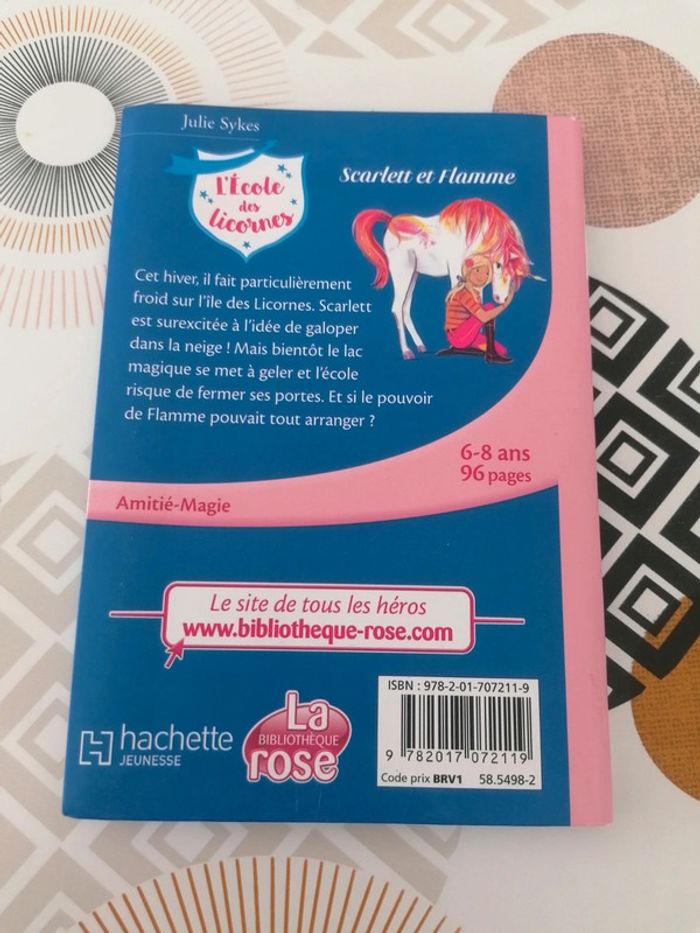 Julie Sykes
L'École
des
licornes
Scarlett et Flamme
Cet hiver, il fait particulièrement
froid sur l'île des Licornes. Scarlett
est surexcitée à l'idée de galoper
dans la neige ! Mais bientôt le lac
magique se met à geler et l'école
risque de fermer ses portes. Et si le pouvoir
de Flamme pouvait tout arranger ?
6-8 ans
96 pages
Amitié-Magie
Le site de tous les héros
www.bibliotheque-rose.com
hachette
JEUNESSE
La
BIBLIOTHÈQUE
rose
ISBN : 978-2-01-707211-9
9 782017 072119
Code prix BRV1 58.5498-2